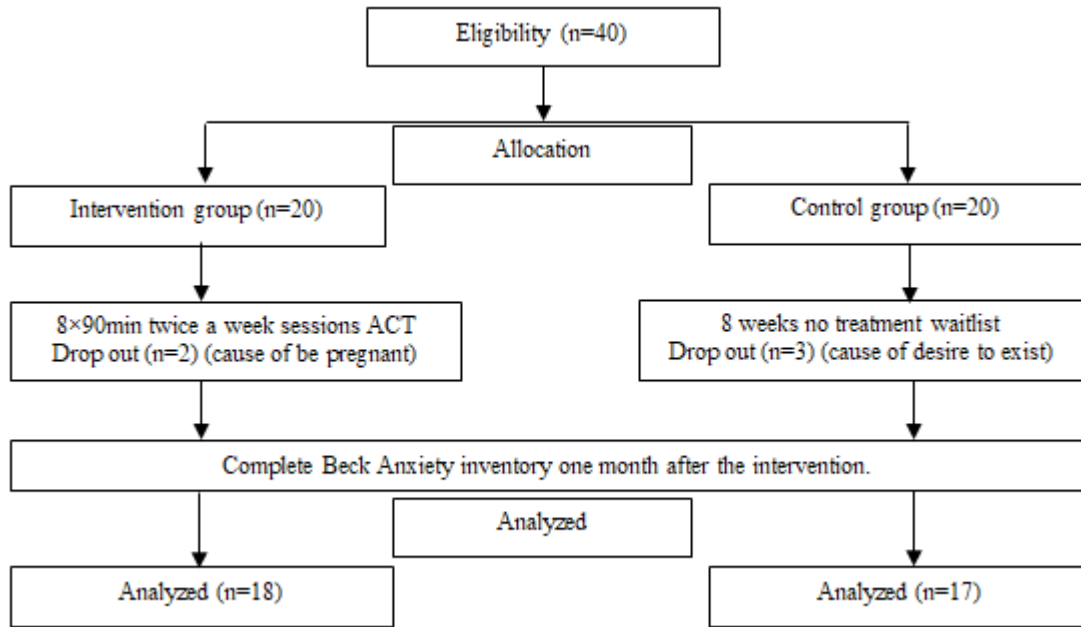 Eligibility (n=40)
Allocation
Intervention group (n=20)
Control group (n=20)
8×90min twice a week sessions ACT
Drop out (n=2) (cause of be pregnant)
8 weeks no treatment waitlist
Drop out (n=3) (cause of desire to exist)
Complete Beck Anxiety inventory one month after the intervention.
Analyzed
Analyzed (n=18)
Analyzed (n=17)